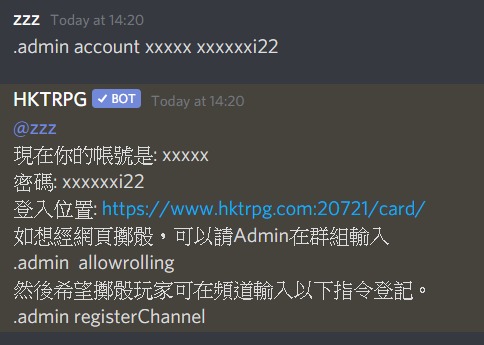 zzz Today at 14:20
.admin account xxxxx xxxxxxi22
HKTRPG ✓ BOT Today at 14:20
@zzz
現在你的帳號是: xxxxx
密碼: xxxxxxi22
登入位置: https://www.hktrpg.com:20721/card/
如想經網頁擲骰，可以請Admin在群組輸入
.admin  allowrolling
然後希望擲骰玩家可在頻道輸入以下指令登記。
.admin registerChannel